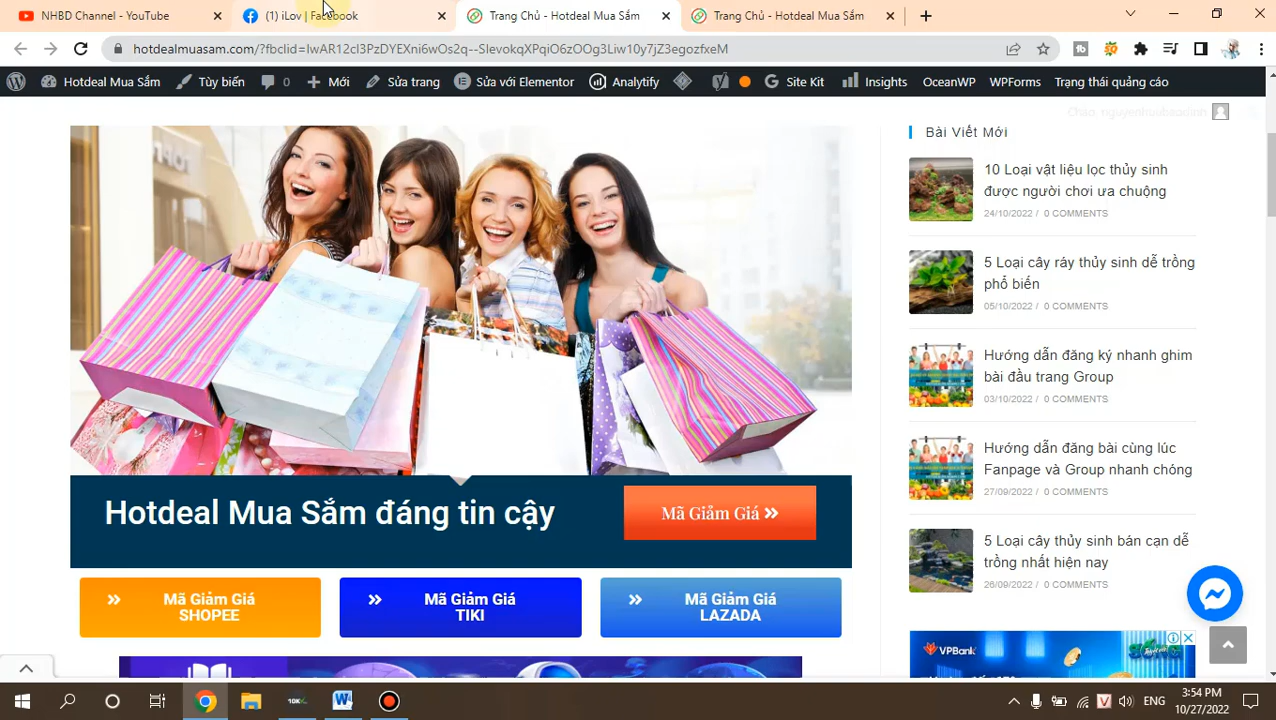 NHBD Channel - YouTube
(1) iLov | Facebook
Trang Chủ - Hotdeal Mua Sắm
Trang Chủ - Hotdeal Mua Sắm
hotdealmuasam.com/?fbclid=IwAR12cI3PzDYEXni6wOs2q--SIevokqXPqiO6zOOg3Liw10y7jZ3egozfxeM
Hotdeal Mua Sắm
Tùy biến
0
Mới
Sửa trang
Sửa với Elementor
Analytify
Site Kit
Insights
OceanWP
WPForms
Trạng thái quảng cáo
Chào, nguyenhuubaodinh
Bài Viết Mới
10 Loại vật liệu lọc thủy sinh
được người chơi ưa chuộng
24/10/2022 / 0 COMMENTS
5 Loại cây ráy thủy sinh dễ trồng
phổ biến
05/10/2022 / 0 COMMENTS
Hướng dẫn đăng ký nhanh ghim
bài đầu trang Group
03/10/2022 / 0 COMMENTS
Hướng dẫn đăng bài cùng lúc
Fanpage và Group nhanh chóng
27/09/2022 / 0 COMMENTS
5 Loại cây thủy sinh bán cạn dễ
trồng nhất hiện nay
26/09/2022 / 0 COMMENTS
Hotdeal Mua Sắm đáng tin cậy
Mã Giảm Giá
Mã Giảm Giá
SHOPEE
Mã Giảm Giá
TIKI
Mã Giảm Giá
LAZADA
VPBank
ENG
3:54 PM
10/27/2022